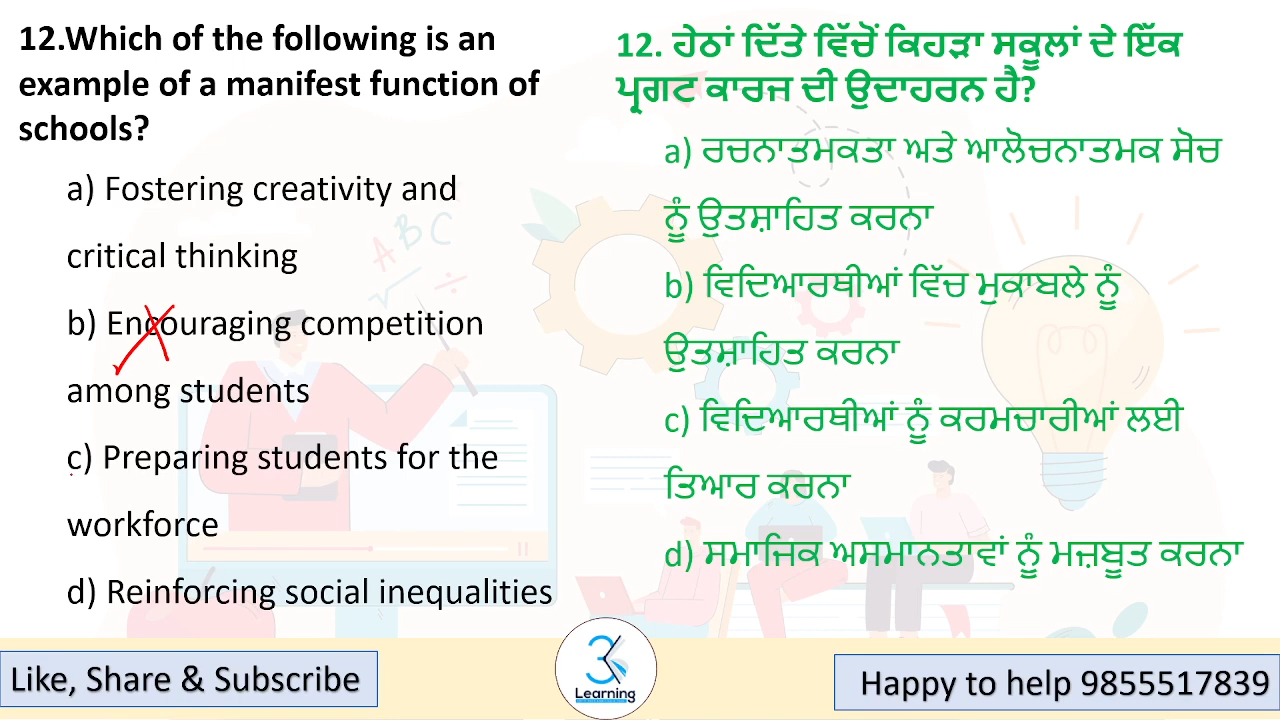 12.Which of the following is an
example of a manifest function of
schools?
a) Fostering creativity and
critical thinking
b) Encouraging competition
among students
c) Preparing students for the
workforce
d) Reinforcing social inequalities
12. ਹੇਠਾਂ ਦਿੱਤੇ ਵਿੱਚੋਂ ਕਿਹੜਾ ਸਕੂਲਾਂ ਦੇ ਇੱਕ
ਪ੍ਰਗਟ ਕਾਰਜ ਦੀ ਉਦਾਹਰਨ ਹੈ?
a) ਰਚਨਾਤਮਕਤਾ ਅਤੇ ਆਲੋਚਨਾਤਮਕ ਸੋਚ
ਨੂੰ ਉਤਸ਼ਾਹਿਤ ਕਰਨਾ
b) ਵਿਦਿਆਰਥੀਆਂ ਵਿੱਚ ਮੁਕਾਬਲੇ ਨੂੰ
ਉਤਸ਼ਾਹਿਤ ਕਰਨਾ
c) ਵਿਦਿਆਰਥੀਆਂ ਨੂੰ ਕਰਮਚਾਰੀਆਂ ਲਈ
ਤਿਆਰ ਕਰਨਾ
d) ਸਮਾਜਿਕ ਅਸਮਾਨਤਾਵਾਂ ਨੂੰ ਮਜ਼ਬੂਤ ਕਰਨਾ
ABC
Like, Share & Subscribe
Learning
Happy to help 9855517839